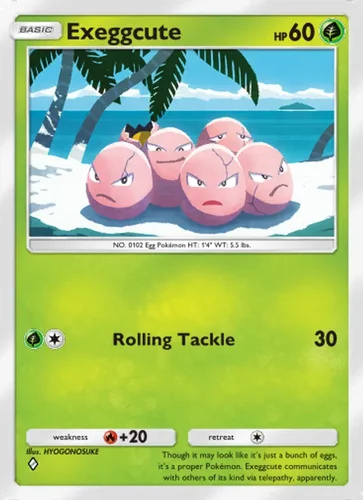 BASIC Exeggcute HP 60
NO. 0102 Egg Pokémon HT: 1'4" WT: 5.5 lbs.
Rolling Tackle 30
weakness +20 retreat
Illus. HYOGONOSUKE
Though it may look like it's just a bunch of eggs,
it's a proper Pokémon. Exeggcute communicates
with others of its kind via telepathy, apparently.